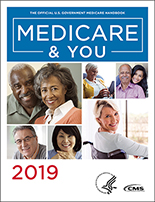 THE OFFICIAL U.S. GOVERNMENT MEDICARE HANDBOOK
MEDICARE
& YOU
2019
CMS